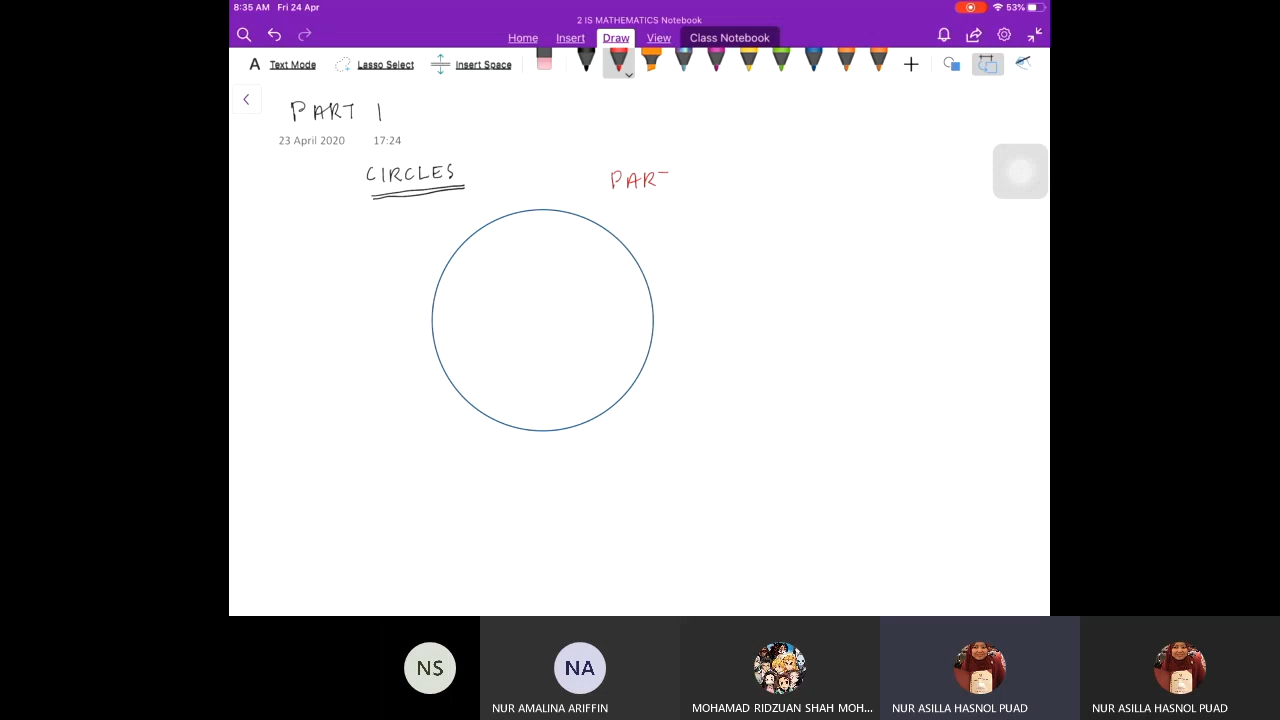 8:35 AM Fri 24 Apr 53%
2 IS MATHEMATICS Notebook
Home Insert Draw View Class Notebook
A Text Mode Lasso Select Insert Space
PART 1
23 April 2020 17:24
CIRCLES PART
NS NA
NUR AMALINA ARIFFIN MOHAMAD RIDZUAN SHAH MOH... NUR ASILLA HASNOL PUAD NUR ASILLA HASNOL PUAD